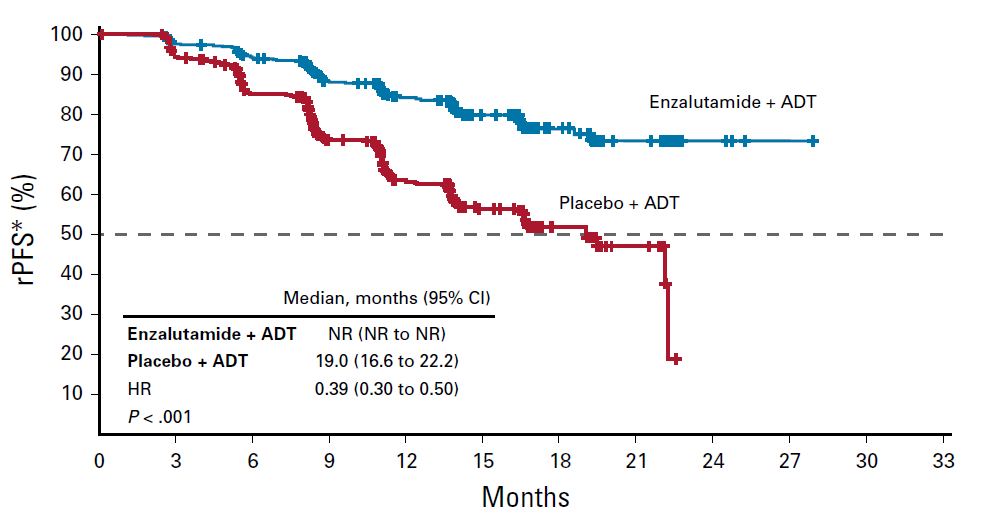 100
90
80
70
60
50
40
30
20
10
rPFS* (%)
Enzalutamide + ADT
Placebo + ADT
Median, months (95% CI)
Enzalutamide + ADT NR (NR to NR)
Placebo + ADT 19.0 (16.6 to 22.2)
HR 0.39 (0.30 to 0.50)
P < .001
0 3 6 9 12 15 18 21 24 27 30 33
Months